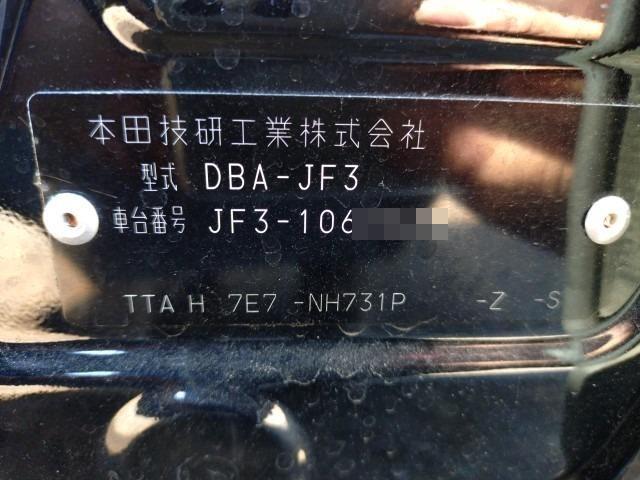 本田技研工業株式会社
型式 DBA-JF3
車台番号 JF3-106
TTA H 7E7 -NH731P -Z -S